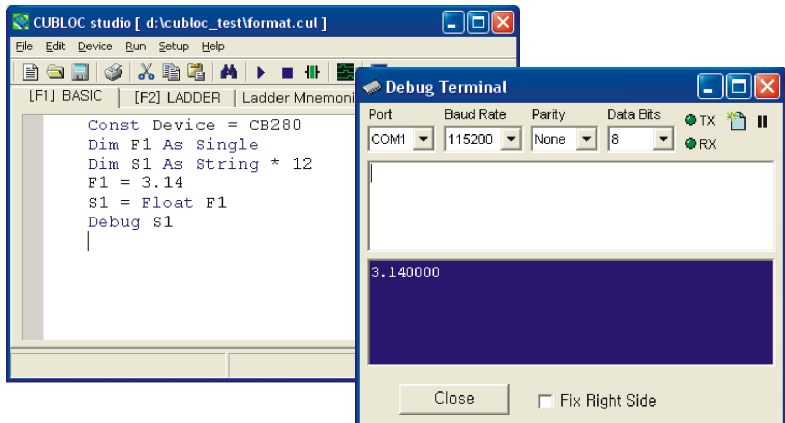 CUBLOC studio [ d:\cubloc_test\format.cul ]
File Edit Device Run Setup Help
[F1] BASIC [F2] LADDER Ladder Mnemoni
Const Device = CB280
Dim F1 As Single
Dim S1 As String * 12
F1 = 3.14
S1 = Float F1
Debug S1
Debug Terminal
Port Baud Rate Parity Data Bits
COM1 115200 None 8
TX
RX
3.140000
Close Fix Right Side